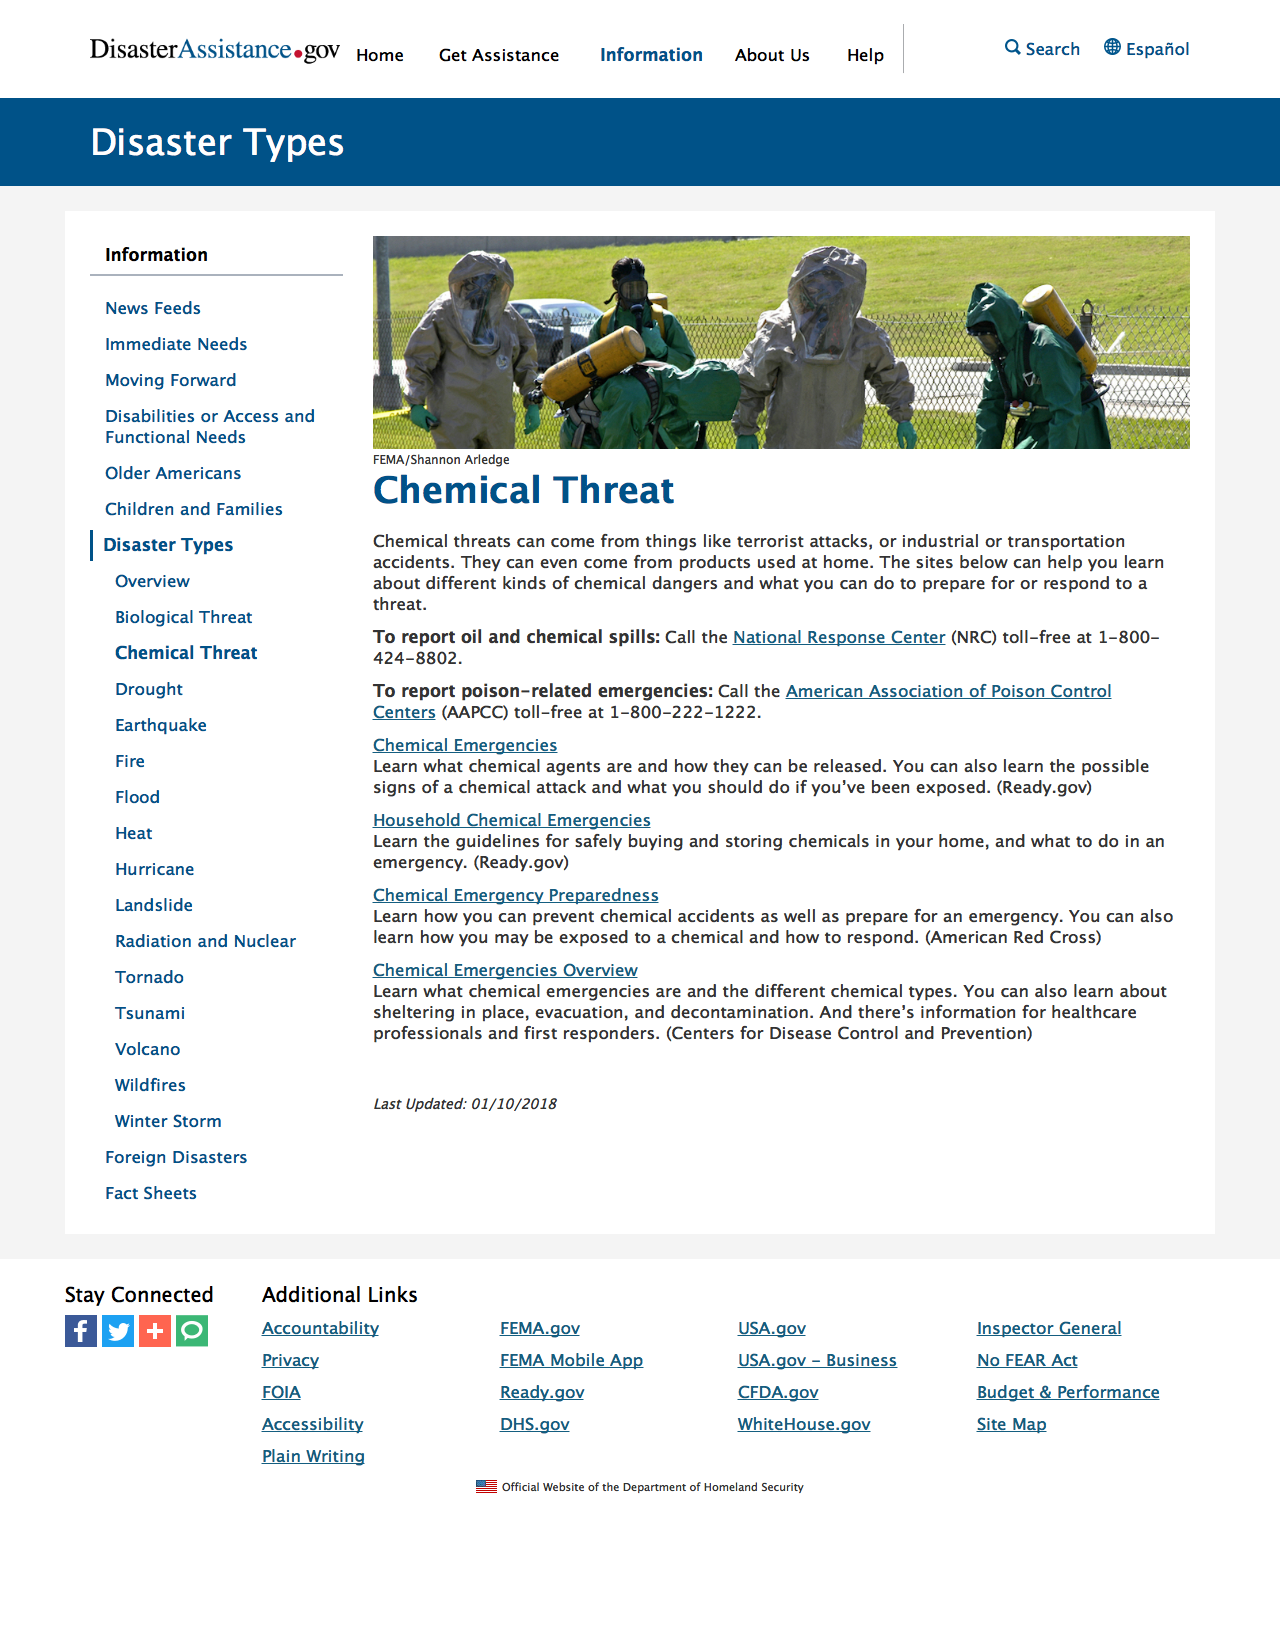 DisasterAssistance.gov
Home
Get Assistance
Information
About Us
Help
Search
Español
Disaster Types
Information
News Feeds
Immediate Needs
Moving Forward
Disabilities or Access and
Functional Needs
Older Americans
Children and Families
Disaster Types
Overview
Biological Threat
Chemical Threat
Drought
Earthquake
Fire
Flood
Heat
Hurricane
Landslide
Radiation and Nuclear
Tornado
Tsunami
Volcano
Wildfires
Winter Storm
Foreign Disasters
Fact Sheets
FEMA/Shannon Arledge
Chemical Threat
Chemical threats can come from things like terrorist attacks, or industrial or transportation
accidents. They can even come from products used at home. The sites below can help you learn
about different kinds of chemical dangers and what you can do to prepare for or respond to a
threat.
To report oil and chemical spills: Call the National Response Center (NRC) toll-free at 1-800-
424-8802.
To report poison-related emergencies: Call the American Association of Poison Control
Centers (AAPCC) toll-free at 1-800-222-1222.
Chemical Emergencies
Learn what chemical agents are and how they can be released. You can also learn the possible
signs of a chemical attack and what you should do if you’ve been exposed. (Ready.gov)
Household Chemical Emergencies
Learn the guidelines for safely buying and storing chemicals in your home, and what to do in an
emergency. (Ready.gov)
Chemical Emergency Preparedness
Learn how you can prevent chemical accidents as well as prepare for an emergency. You can also
learn how you may be exposed to a chemical and how to respond. (American Red Cross)
Chemical Emergencies Overview
Learn what chemical emergencies are and the different chemical types. You can also learn about
sheltering in place, evacuation, and decontamination. And there’s information for healthcare
professionals and first responders. (Centers for Disease Control and Prevention)
Last Updated: 01/10/2018
Stay Connected
Additional Links
Accountability
Privacy
FOIA
Accessibility
Plain Writing
FEMA.gov
FEMA Mobile App
Ready.gov
DHS.gov
USA.gov
USA.gov - Business
CFDA.gov
WhiteHouse.gov
Inspector General
No FEAR Act
Budget & Performance
Site Map
Official Website of the Department of Homeland Security